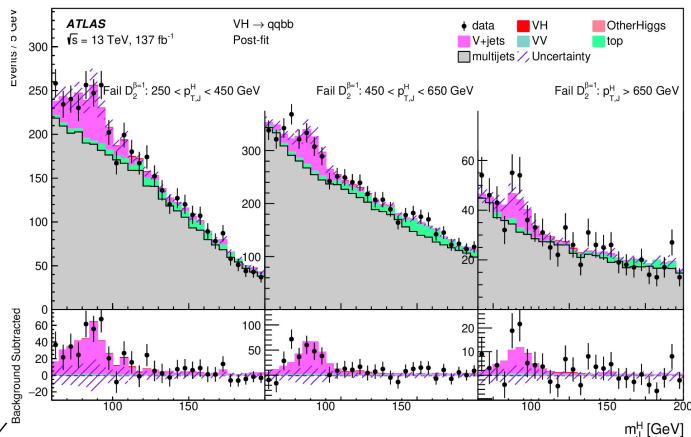 ATLAS
√s = 13 TeV, 137 fb⁻¹
VH → qqbb
Post-fit
data
VH
OtherHiggs
V+jets
VV
top
multijets
Uncertainty
Events / 5 GeV
Fail D₂^β=1: 250 < p_T,J^H < 450 GeV
Fail D₂^β=1: 450 < p_T,J^H < 650 GeV
Fail D₂^β=1: p_T,J^H > 650 GeV
300
250
200
150
100
50
0
300
200
100
60
40
20
Background Subtracted
60
40
20
0
−20
100
50
0
20
10
0
100
150
100
150
100
200
m_J^H [GeV]